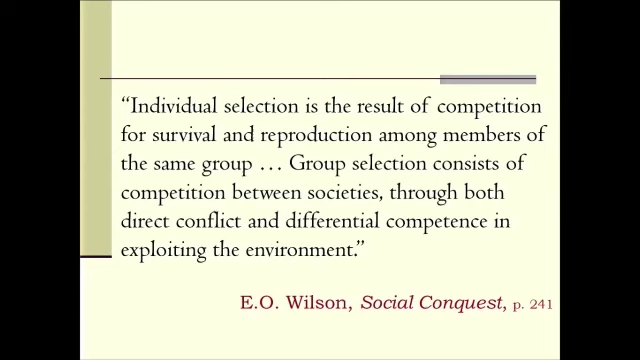 “Individual selection is the result of competition
for survival and reproduction among members of
the same group … Group selection consists of
competition between societies, through both
direct conflict and differential competence in
exploiting the environment.”
E.O. Wilson, Social Conquest, p. 241